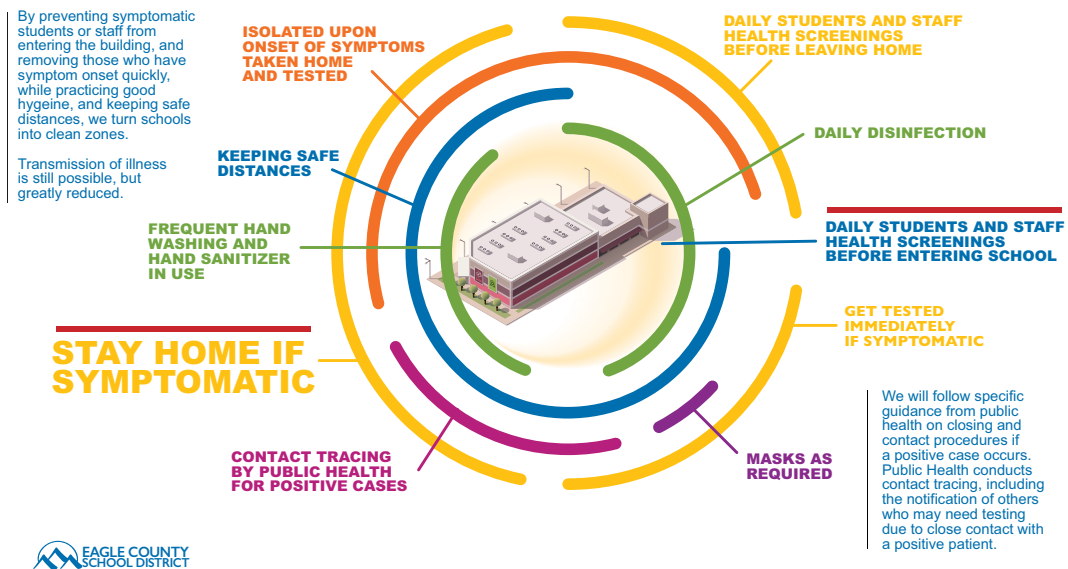 By preventing symptomatic
students or staff from
entering the building, and
removing those who have
symptom onset quickly,
while practicing good
hygeine, and keeping safe
distances, we turn schools
into clean zones.
Transmission of illness
is still possible, but
greatly reduced.
ISOLATED UPON
ONSET OF SYMPTOMS
TAKEN HOME
AND TESTED
DAILY STUDENTS AND STAFF
HEALTH SCREENINGS
BEFORE LEAVING HOME
DAILY DISINFECTION
KEEPING SAFE
DISTANCES
FREQUENT HAND
WASHING AND
HAND SANITIZER
IN USE
DAILY STUDENTS AND STAFF
HEALTH SCREENINGS
BEFORE ENTERING SCHOOL
STAY HOME IF
SYMPTOMATIC
GET TESTED
IMMEDIATELY
IF SYMPTOMATIC
CONTACT TRACING
BY PUBLIC HEALTH
FOR POSITIVE CASES
MASKS AS
REQUIRED
We will follow specific
guidance from public
health on closing and
contact procedures if
a positive case occurs.
Public Health conducts
contact tracing, including
the notification of others
who may need testing
due to close contact with
a positive patient.
EAGLE COUNTY
SCHOOL DISTRICT